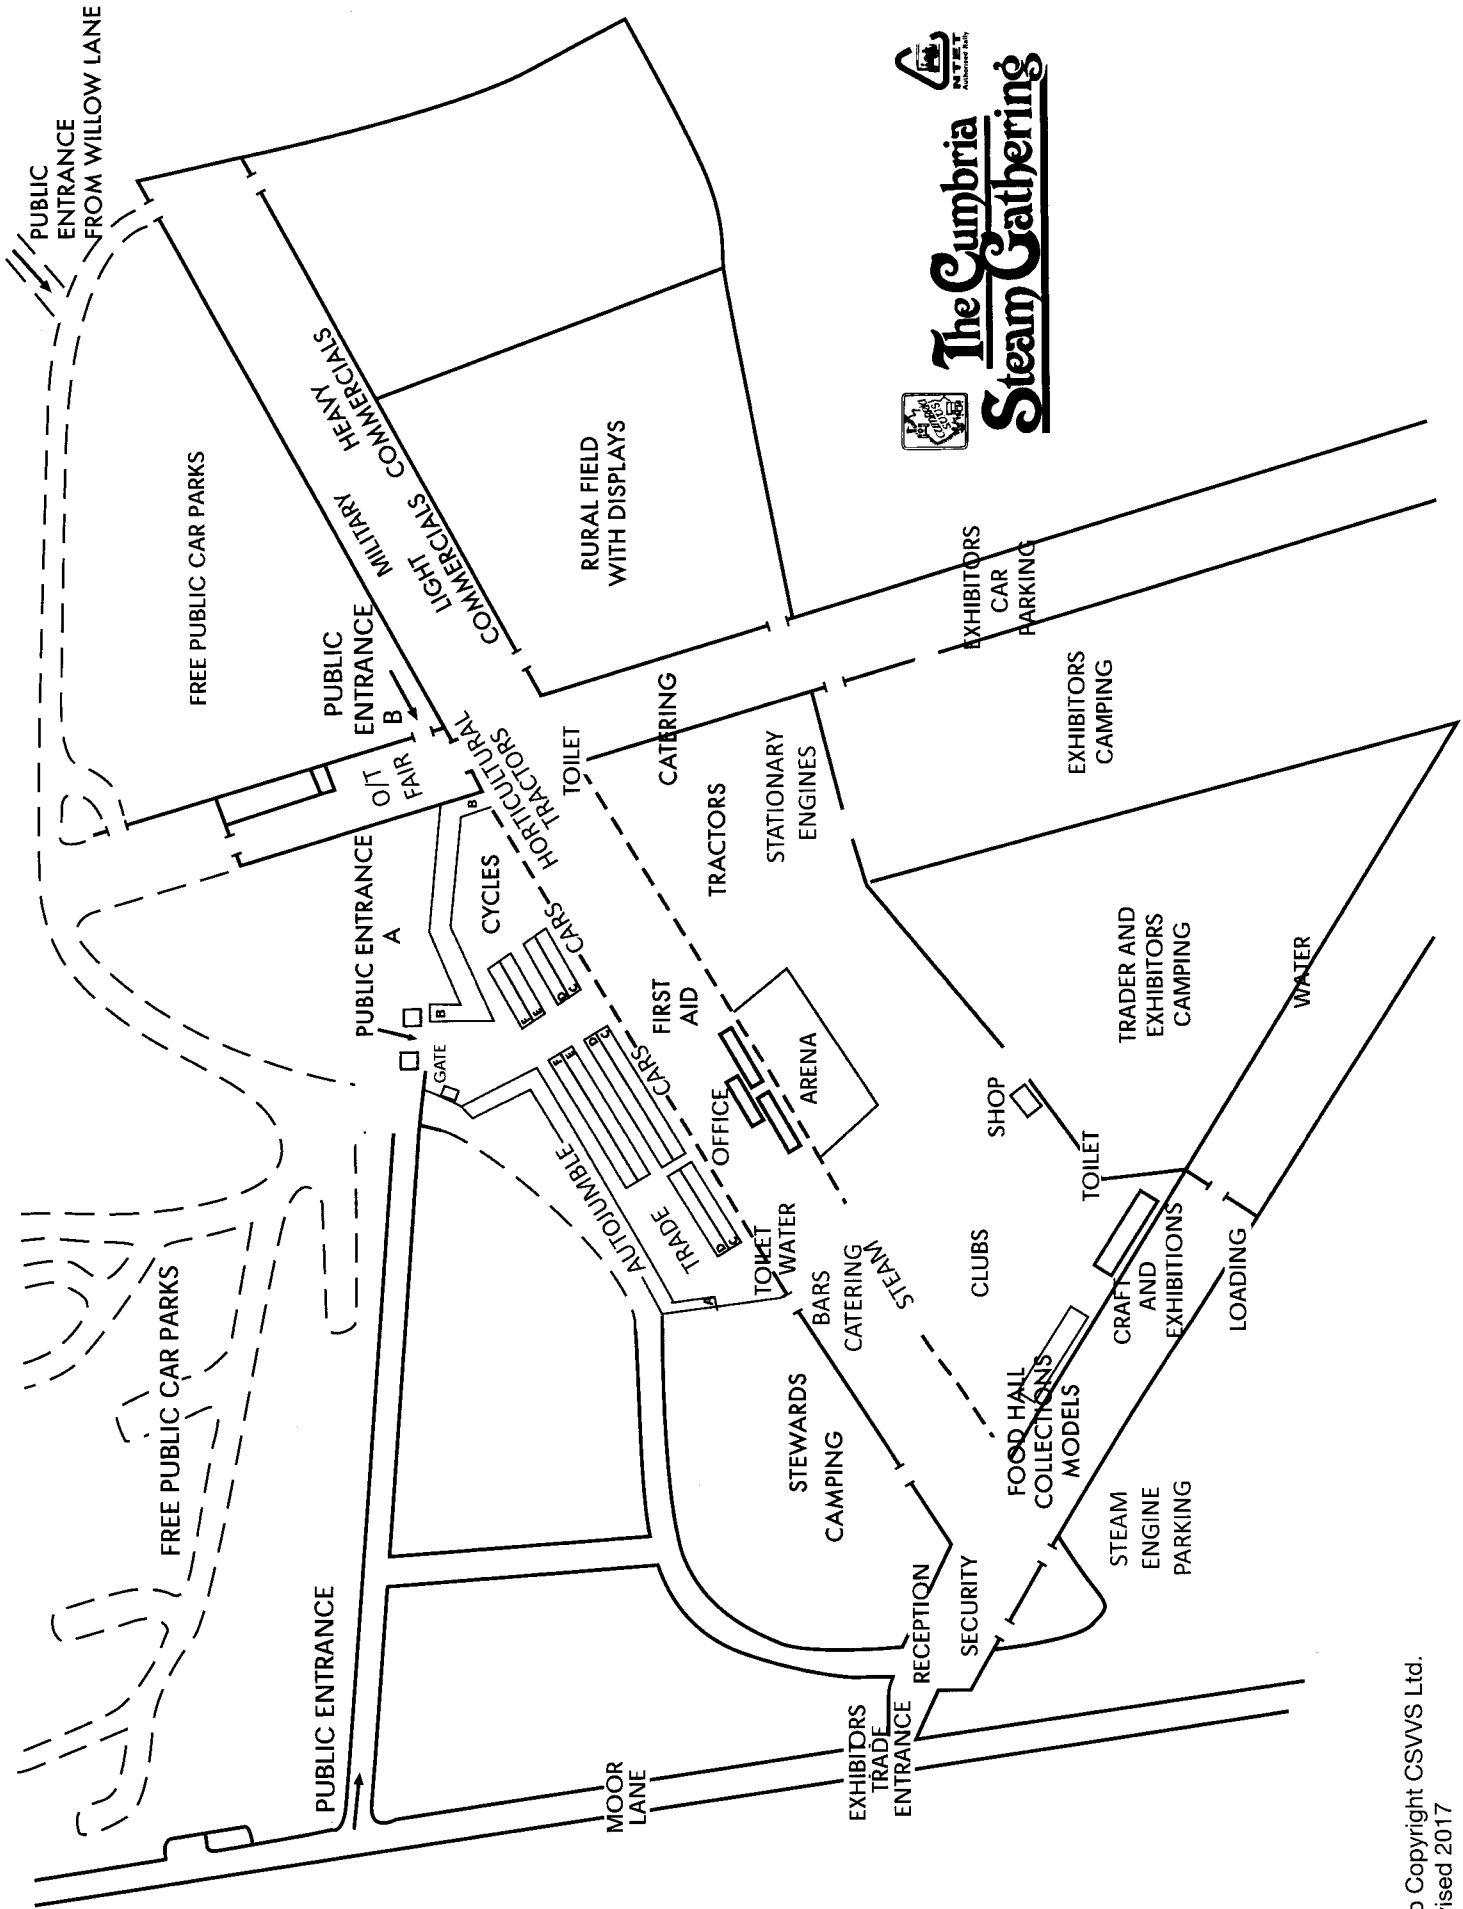 PUBLIC
ENTRANCE
FROM WILLOW LANE
FREE PUBLIC CAR PARKS
HEAVY
COMMERCIALS
MILITARY
LIGHT
COMMERCIALS
RURAL FIELD
WITH DISPLAYS
NTET
Authorised Rally
The Cumbria
Steam Gathering
PUBLIC
ENTRANCE
B
O/T
FAIR
HORTICULTURAL
TRACTORS
TOILET
CATERING
TRACTORS
STATIONARY
ENGINES
EXHIBITORS
CAR
PARKING
EXHIBITORS
CAMPING
PUBLIC ENTRANCE
A
GATE
B
B
CYCLES
CARS
F
E
D
C
FIRST
AID
CARS
F
E
D
C
OFFICE
ARENA
TRADER AND
EXHIBITORS
CAMPING
WATER
SHOP
TOILET
AUTOJUMBLE
TRADE
D
C
A
TOILET
WATER
BARS
CATERING
STEAM
CLUBS
CRAFT
AND
EXHIBITIONS
LOADING
FREE PUBLIC CAR PARKS
STEWARDS
CAMPING
FOOD HALL
COLLECTIONS
MODELS
STEAM
ENGINE
PARKING
PUBLIC ENTRANCE
RECEPTION
SECURITY
MOOR
LANE
EXHIBITORS
TRADE
ENTRANCE
Copyright CSVVS Ltd.
2017